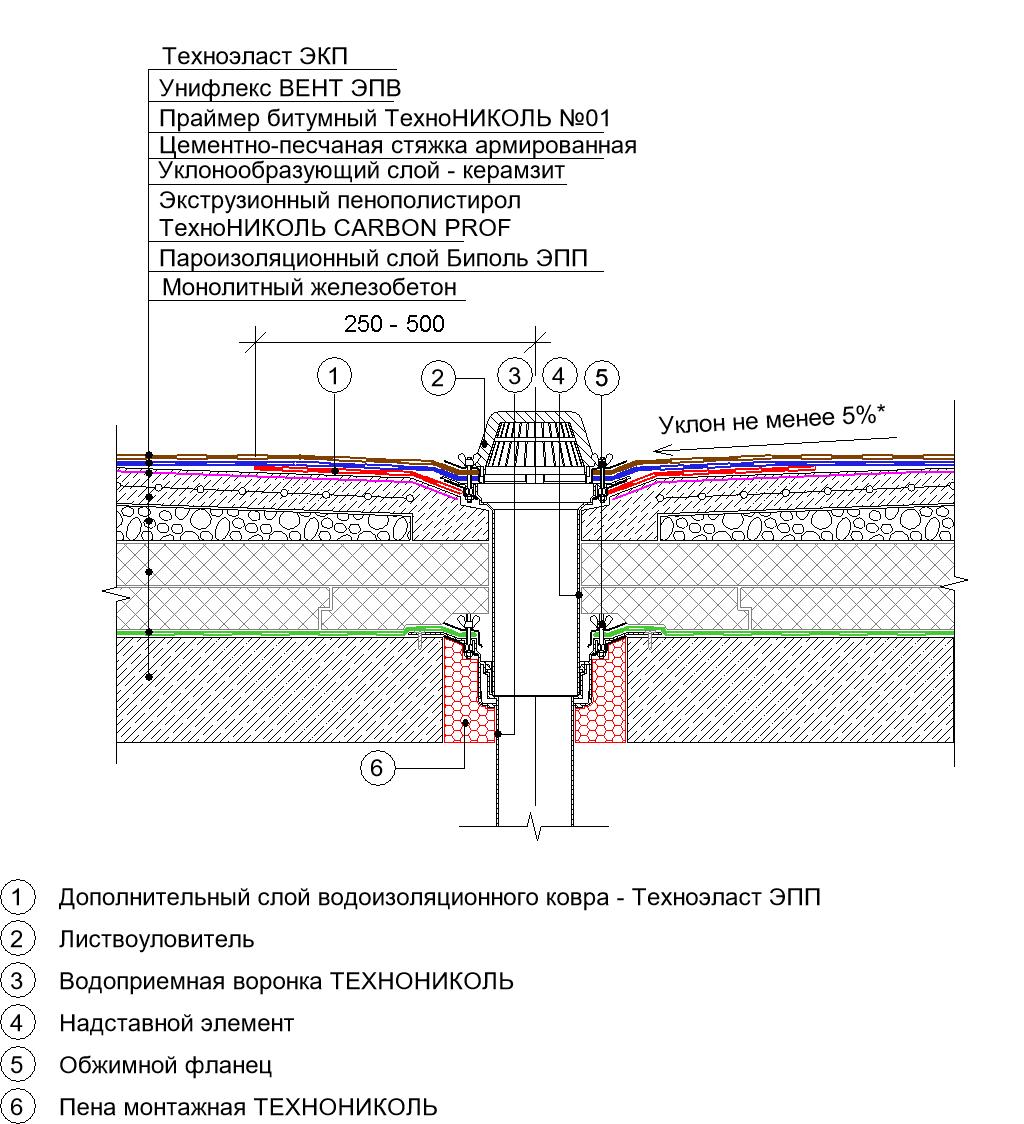 Техноэласт ЭКП
Унифлекс ВЕНТ ЭПВ
Праймер битумный ТехноНИКОЛЬ №01
Цементно-песчаная стяжка армированная
Уклонообразующий слой - керамзит
Экструзионный пенополистирол
ТехноНИКОЛЬ CARBON PROF
Пароизоляционный слой Биполь ЭПП
Монолитный железобетон
250 - 500
1
2
3
4
5
Уклон не менее 5%*
6
1 Дополнительный слой водоизоляционного ковра - Техноэласт ЭПП
2 Листвоуловитель
3 Водоприемная воронка ТЕХНОНИКОЛЬ
4 Надставной элемент
5 Обжимной фланец
6 Пена монтажная ТЕХНОНИКОЛЬ